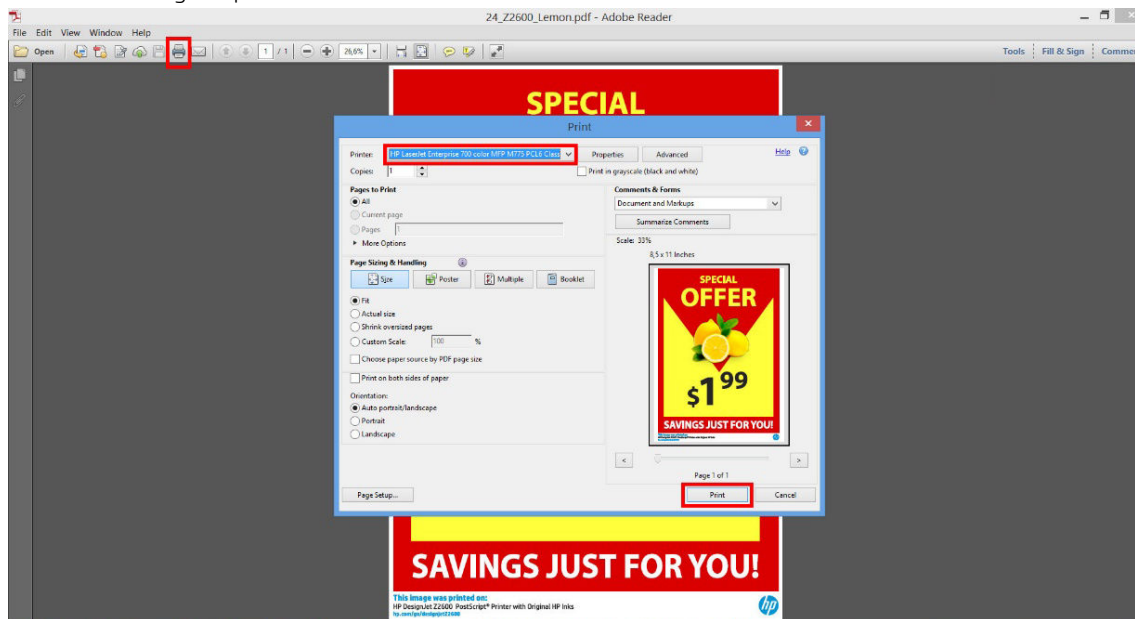 24_Z2600_Lemon.pdf - Adobe Reader
File Edit View Window Help
Open 1 / 1 26,6% Tools Fill & Sign Comme
SPECIAL
Print
Printer: HP LaserJet Enterprise 700 color MFP M775 PCL6 Class Properties Advanced Help
Copies: 1 Print in grayscale (black and white)
Pages to Print
All
Current page
Pages 1
More Options
Page Sizing & Handling
Size Poster Multiple Booklet
Fit
Actual size
Shrink oversized pages
Custom Scale: 100 %
Choose paper source by PDF page size
Print on both sides of paper
Orientation:
Auto portrait/landscape
Portrait
Landscape
Comments & Forms
Document and Markups
Summarize Comments
Scale: 33%
8,5 x 11 Inches
SPECIAL
OFFER
$1 99
SAVINGS JUST FOR YOU!
< >
Page 1 of 1
Page Setup... Print Cancel
SAVINGS JUST FOR YOU!
This image was printed on:
HP DesignJet Z2600 PostScript® Printer with Original HP Inks
hp